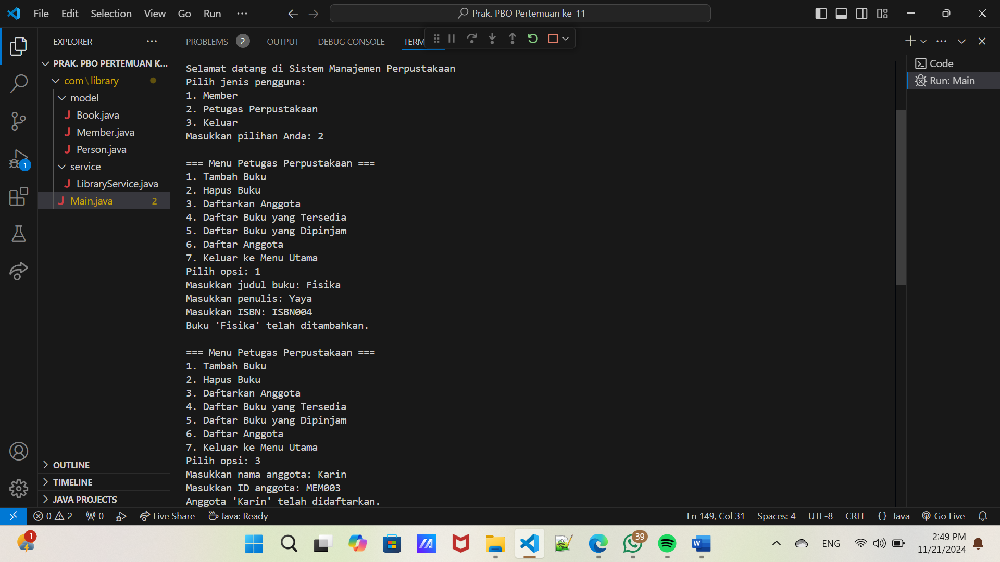 File Edit Selection View Go Run ...
Prak. PBO Pertemuan ke-11
EXPLORER
PRAK. PBO PERTEMUAN K...
com\library
model
Book.java
Member.java
Person.java
service
LibraryService.java
Main.java 2
OUTLINE
TIMELINE
JAVA PROJECTS
1
PROBLEMS 2 OUTPUT DEBUG CONSOLE TERM
Selamat datang di Sistem Manajemen Perpustakaan
Pilih jenis pengguna:
1. Member
2. Petugas Perpustakaan
3. Keluar
Masukkan pilihan Anda: 2
=== Menu Petugas Perpustakaan ===
1. Tambah Buku
2. Hapus Buku
3. Daftarkan Anggota
4. Daftar Buku yang Tersedia
5. Daftar Buku yang Dipinjam
6. Daftar Anggota
7. Keluar ke Menu Utama
Pilih opsi: 1
Masukkan judul buku: Fisika
Masukkan penulis: Yaya
Masukkan ISBN: ISBN004
Buku 'Fisika' telah ditambahkan.
=== Menu Petugas Perpustakaan ===
1. Tambah Buku
2. Hapus Buku
3. Daftarkan Anggota
4. Daftar Buku yang Tersedia
5. Daftar Buku yang Dipinjam
6. Daftar Anggota
7. Keluar ke Menu Utama
Pilih opsi: 3
Masukkan nama anggota: Karin
Masukkan ID anggota: MEM003
Anggota 'Karin' telah didaftarkan.
Code
Run: Main
0 2 0 Live Share Java: Ready Ln 149, Col 31 Spaces: 4 UTF-8 CRLF {} Java Go Live
1
39
W
ENG
2:49 PM
11/21/2024